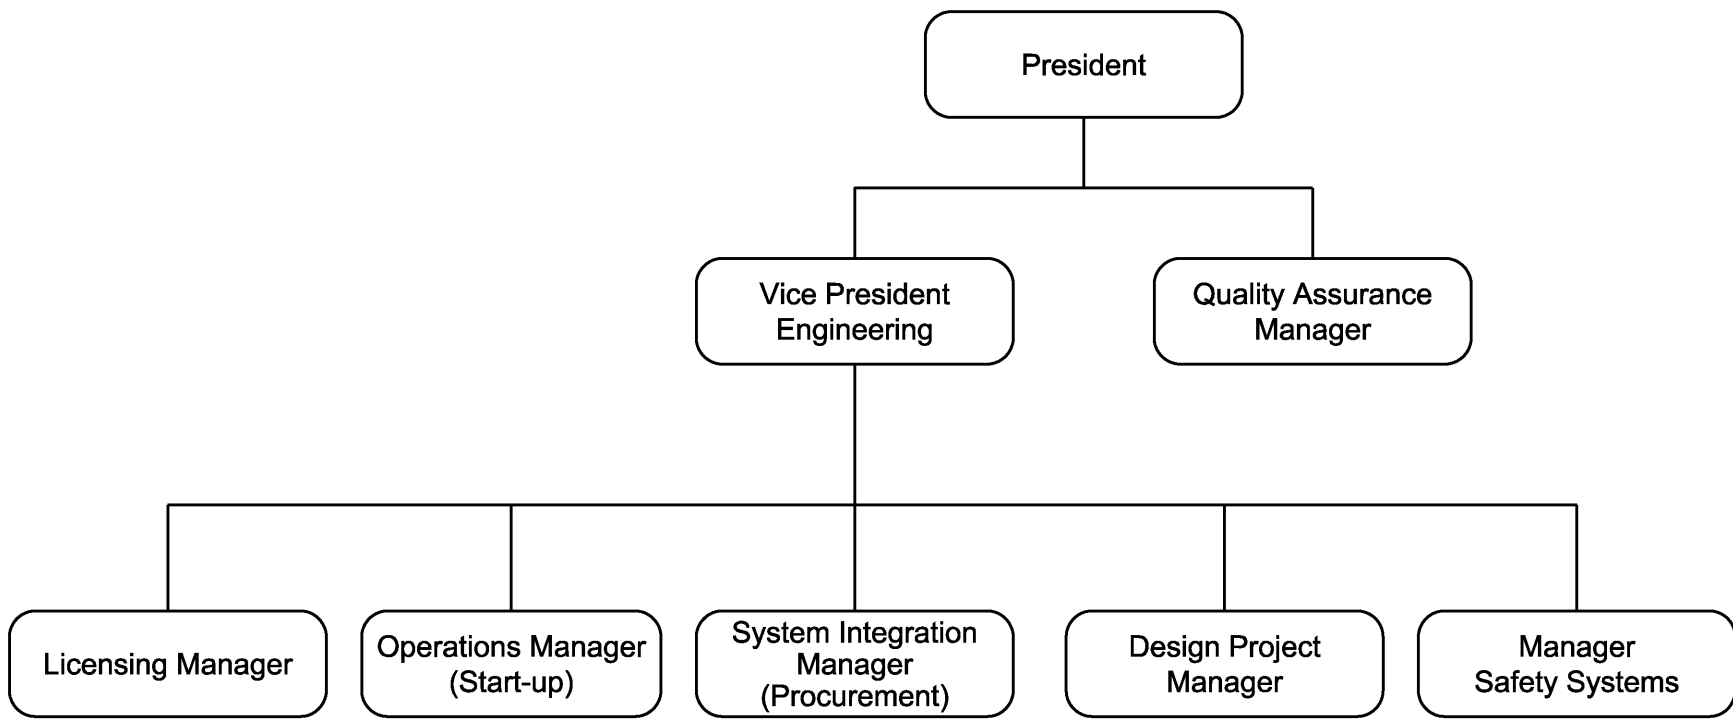 President
Vice President
Engineering
Quality Assurance
Manager
Licensing Manager
Operations Manager
(Start-up)
System Integration
Manager
(Procurement)
Design Project
Manager
Manager
Safety Systems